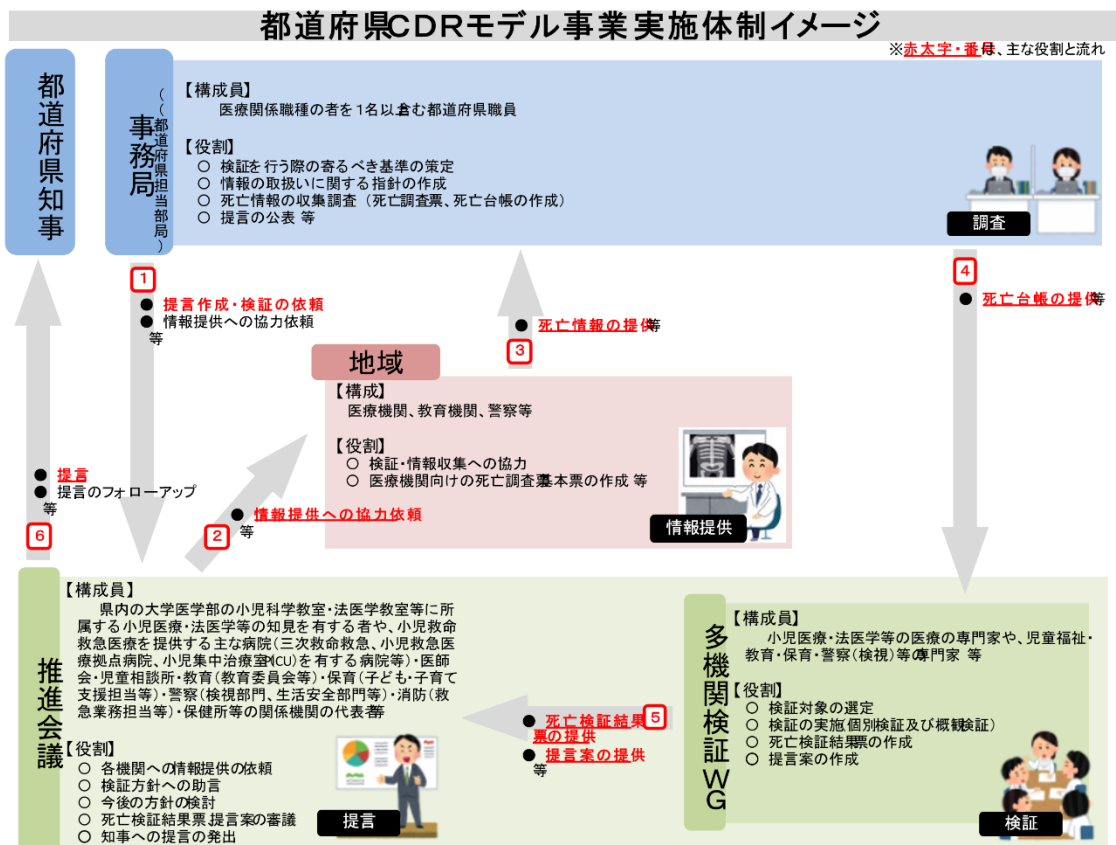 都道府県CDRモデル事業実施体制イメージ
※赤太字・番号は、主な役割と流れ
都道府県知事
事務局
(（都道府県担当部局）)
【構成員】
医療関係職種の者を1名以上含む都道府県職員
【役割】
○ 検証を行う際の寄るべき基準の策定
○ 情報の取扱いに関する指針の作成
○ 死亡情報の収集調査（死亡調査票、死亡台帳の作成）
○ 提言の公表 等
調査
1
● 提言作成・検証の依頼
● 情報提供への協力依頼
等
3
● 死亡情報の提供等
4
● 死亡台帳の提供等
地域
【構成】
医療機関、教育機関、警察等
【役割】
○ 検証・情報収集への協力
○ 医療機関向けの死亡調査票基本票の作成 等
情報提供
2
● 情報提供への協力依頼
等
● 提言
● 提言のフォローアップ
等
6
推進会議
【構成員】
県内の大学医学部の小児科学教室・法医学教室等に所
属する小児医療・法医学等の知見を有する者や、小児救命
救急医療を提供する主な病院(三次救命救急、小児救急医
療拠点病院、小児集中治療室(PICU)を有する病院等)・医師
会・児童相談所・教育(教育委員会等)・保育(子ども・子育て
支援担当等)・警察(検視部門、生活安全部門等)・消防(救
急業務担当等)・保健所等の関係機関の代表者等
【役割】
○ 各機関への情報提供の依頼
○ 検証方針への助言
○ 今後の方針の検討
○ 死亡検証結果票、提言案の審議
○ 知事への提言の発出
提言
5
● 死亡検証結果
票の提供
● 提言案の提供
等
多機関検証WG
【構成員】
小児医療・法医学等の医療の専門家や、児童福祉・
教育・保育・警察(検視)等の専門家 等
【役割】
○ 検証対象の選定
○ 検証の実施(個別検証及び概観検証)
○ 死亡検証結果票の作成
○ 提言案の作成
検証